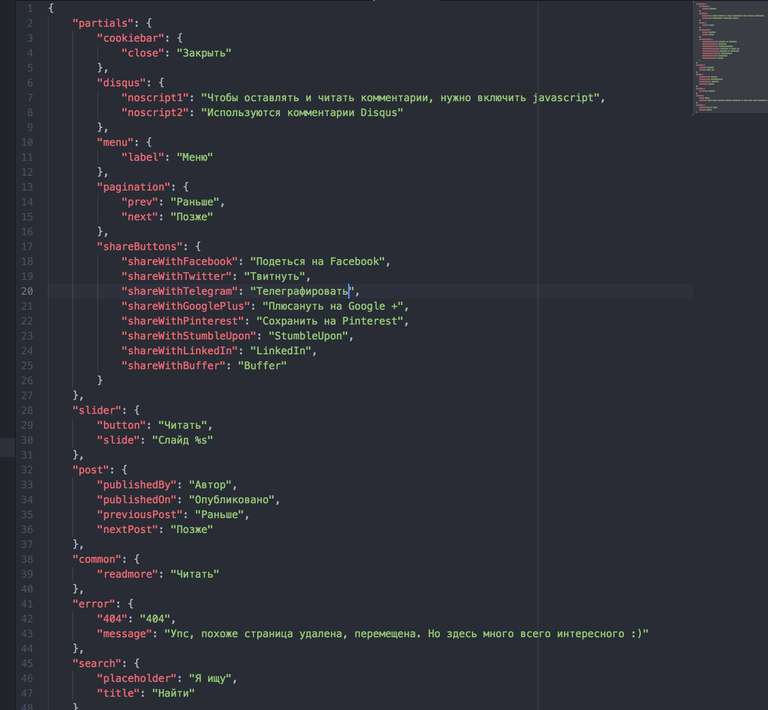 1 {
2 "partials": {
3 "cookiebar": {
4 "close": "Закрыть"
5 },
6 "disqus": {
7 "noscript1": "Чтобы оставлять и читать комментарии, нужно включить javascript",
8 "noscript2": "Используются комментарии Disqus"
9 },
10 "menu": {
11 "label": "Меню"
12 },
13 "pagination": {
14 "prev": "Раньше",
15 "next": "Позже"
16 },
17 "shareButtons": {
18 "shareWithFacebook": "Подеться на Facebook",
19 "shareWithTwitter": "Твитнуть",
20 "shareWithTelegram": "Телеграфировать",
21 "shareWithGooglePlus": "Плюсануть на Google +",
22 "shareWithPinterest": "Сохранить на Pinterest",
23 "shareWithStumbleUpon": "StumbleUpon",
24 "shareWithLinkedIn": "LinkedIn",
25 "shareWithBuffer": "Buffer"
26 }
27 },
28 "slider": {
29 "button": "Читать",
30 "slide": "Слайд %s"
31 },
32 "post": {
33 "publishedBy": "Автор",
34 "publishedOn": "Опубликовано",
35 "previousPost": "Раньше",
36 "nextPost": "Позже"
37 },
38 "common": {
39 "readmore": "Читать"
40 },
41 "error": {
42 "404": "404",
43 "message": "Упс, похоже страница удалена, перемещена. Но здесь много всего интересного :)"
44 },
45 "search": {
46 "placeholder": "Я ищу",
47 "title": "Найти"
48 }